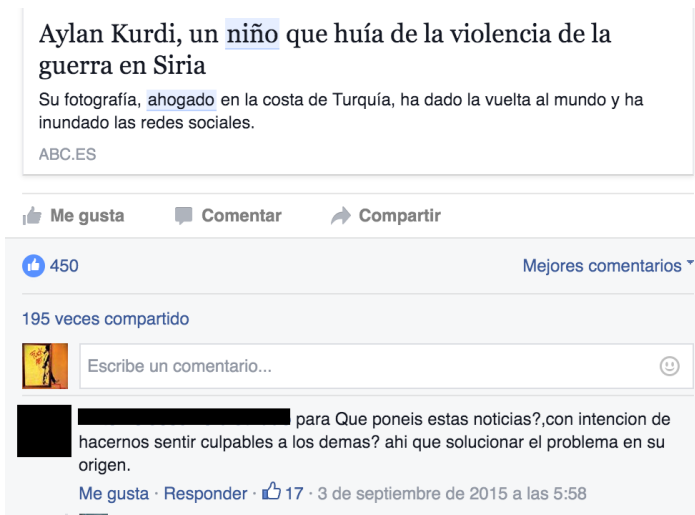 Aylan Kurdi, un niño que huía de la violencia de la
guerra en Siria
Su fotografía, ahogado en la costa de Turquía, ha dado la vuelta al mundo y ha
inundado las redes sociales.
ABC.ES
Me gusta Comentar Compartir
450 Mejores comentarios
195 veces compartido
Escribe un comentario...
para Que poneis estas noticias?,con intencion de
hacernos sentir culpables a los demas? ahi que solucionar el problema en su
origen.
Me gusta · Responder · 17 · 3 de septiembre de 2015 a las 5:58